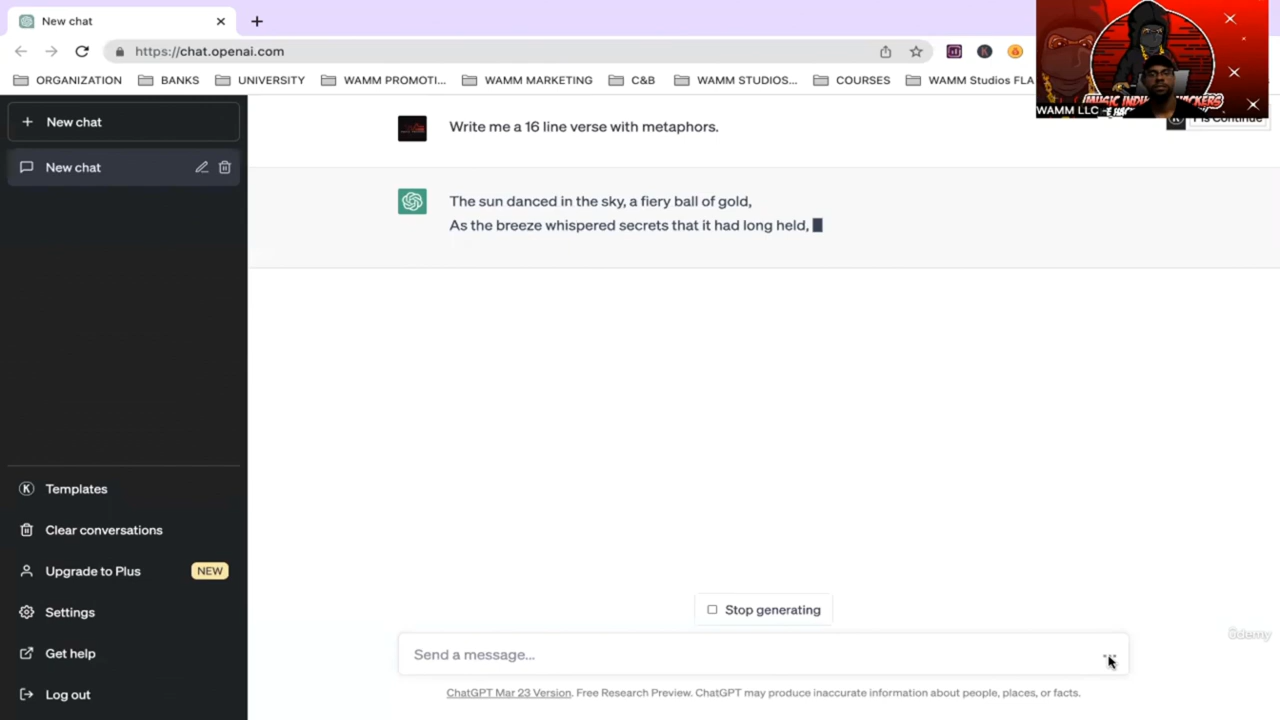 New chat
https://chat.openai.com
ORGANIZATION BANKS UNIVERSITY WAMM PROMOTI... WAMM MARKETING C&B WAMM STUDIOS... COURSES WAMM Studios FLA
MUSIC
WAMM LLC
Continue
New chat
New chat
Write me a 16 line verse with metaphors.
The sun danced in the sky, a fiery ball of gold,
As the breeze whispered secrets that it had long held,
Templates
Clear conversations
Upgrade to Plus NEW
Settings
Get help
Log out
Stop generating
Send a message...
ChatGPT Mar 23 Version. Free Research Preview. ChatGPT may produce inaccurate information about people, places, or facts.
ûdemy